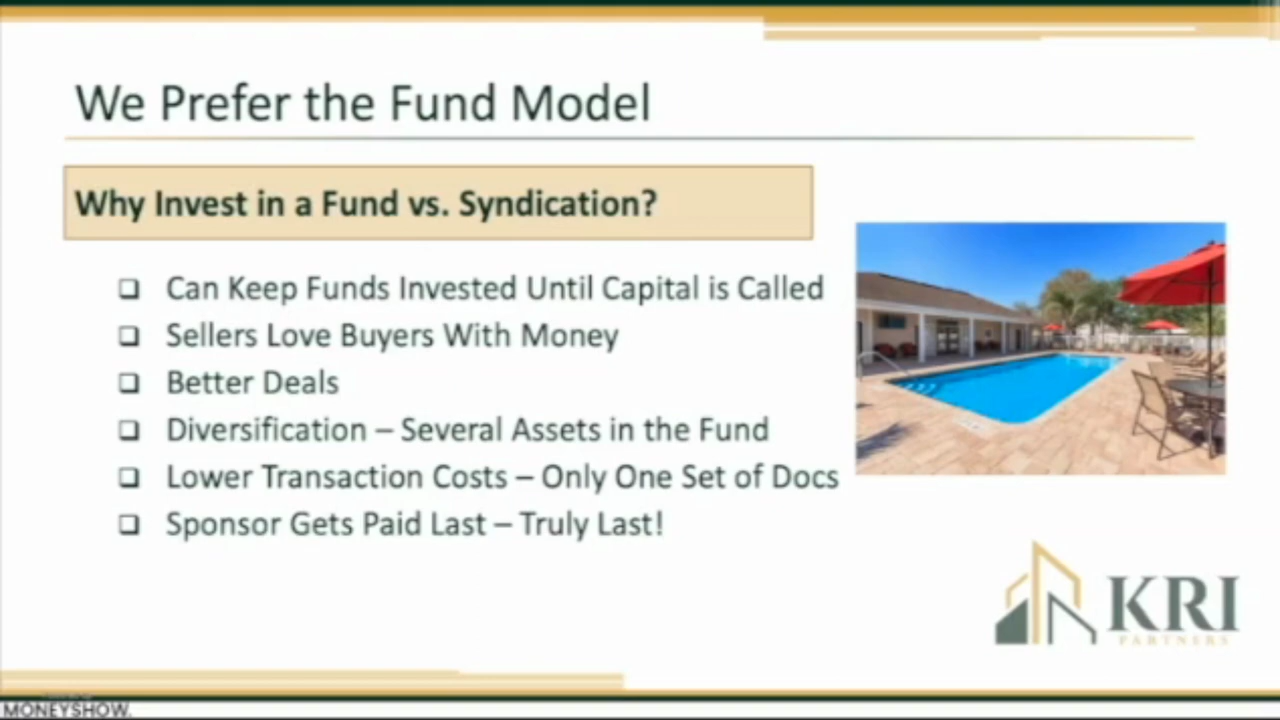 We Prefer the Fund Model
Why Invest in a Fund vs. Syndication?
Can Keep Funds Invested Until Capital is Called
Sellers Love Buyers With Money
Better Deals
Diversification – Several Assets in the Fund
Lower Transaction Costs – Only One Set of Docs
Sponsor Gets Paid Last – Truly Last!
KRI
PARTNERS
MONEYSHOW.